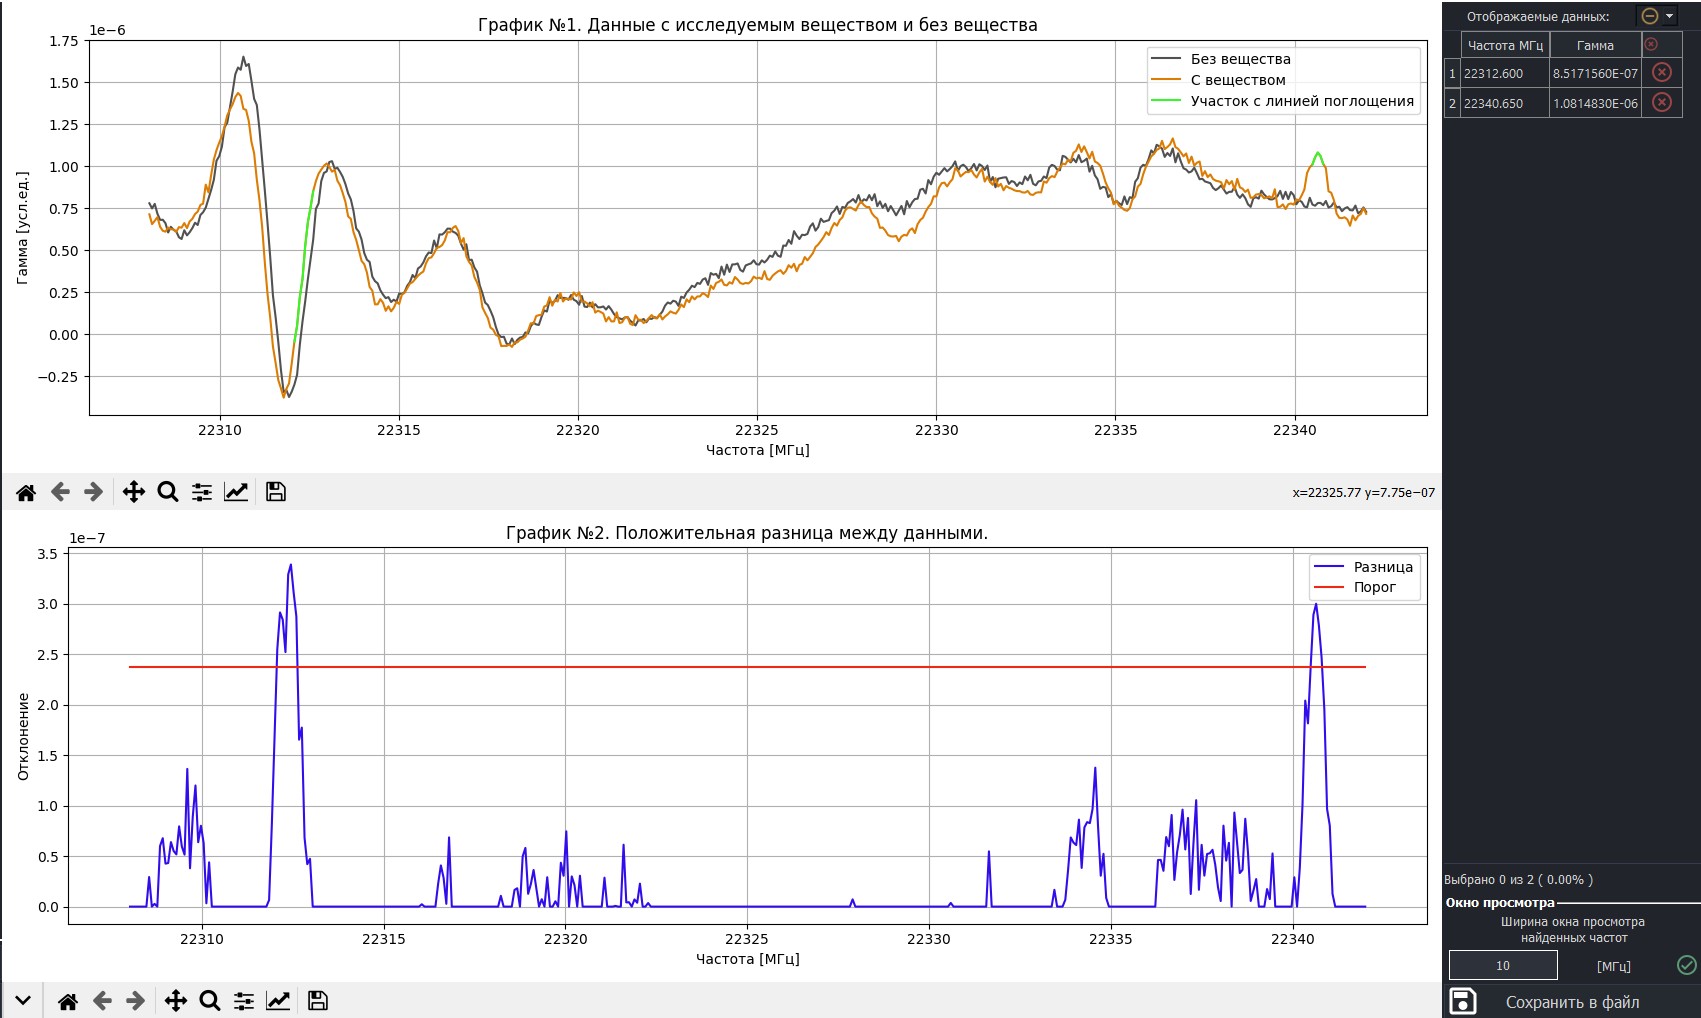 График №1. Данные с исследуемым веществом и без вещества
1e−6
1.75
1.50
1.25
1.00
0.75
0.50
0.25
0.00
−0.25
Гамма [усл.ед.]
Без вещества
С веществом
Участок с линией поглощения
22310 22315 22320 22325 22330 22335 22340
Частота [МГц]
x=22325.77 y=7.75e−07
График №2. Положительная разница между данными.
1e−7
3.5
3.0
2.5
2.0
1.5
1.0
0.5
0.0
Отклонение
Разница
Порог
22310 22315 22320 22325 22330 22335 22340
Частота [МГц]
Отображаемые данных:
Частота МГц Гамма
1 22312.600 8.5171560E-07
2 22340.650 1.0814830E-06
Выбрано 0 из 2 ( 0.00% )
Окно просмотра
Ширина окна просмотра
найденных частот
10 [МГц]
Сохранить в файл